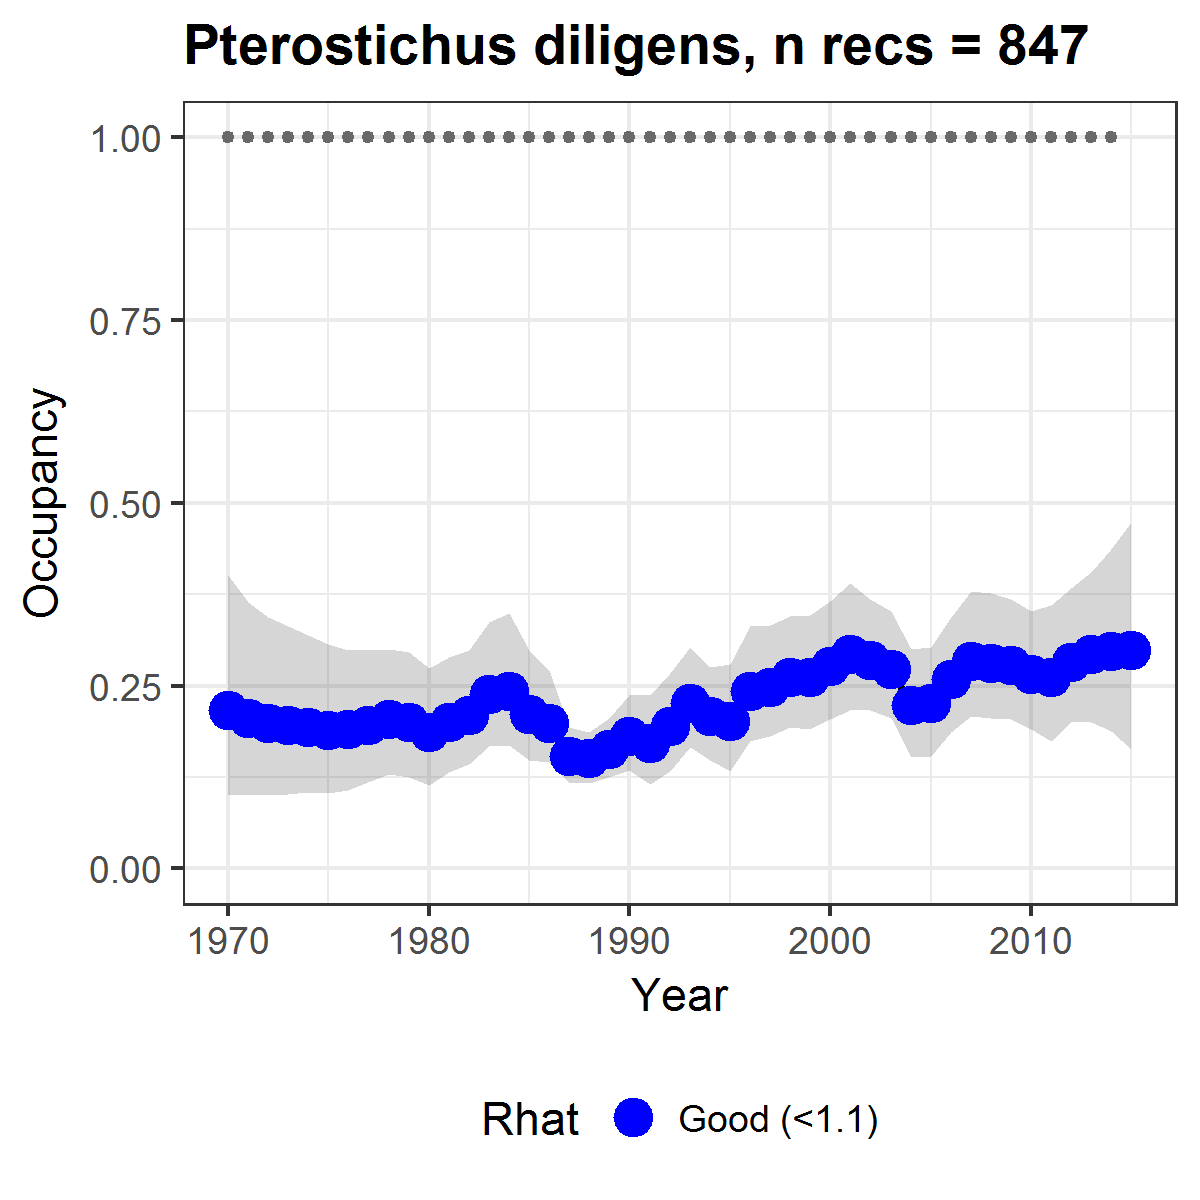 Pterostichus diligens, n recs = 847
1.00
0.75
0.50
0.25
0.00
Occupancy
1970 1980 1990 2000 2010
Year
Rhat Good (<1.1)